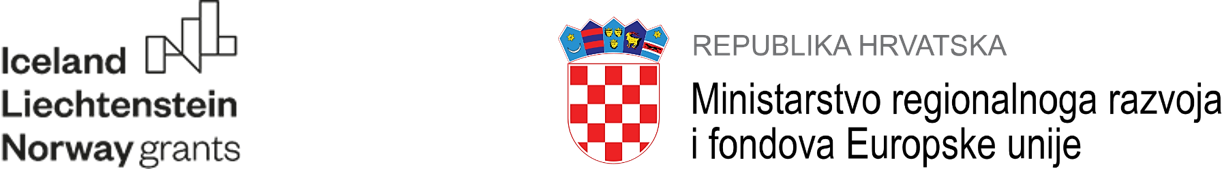 Iceland
Liechtenstein
Norway grants
REPUBLIKA HRVATSKA
Ministarstvo regionalnoga razvoja
i fondova Europske unije